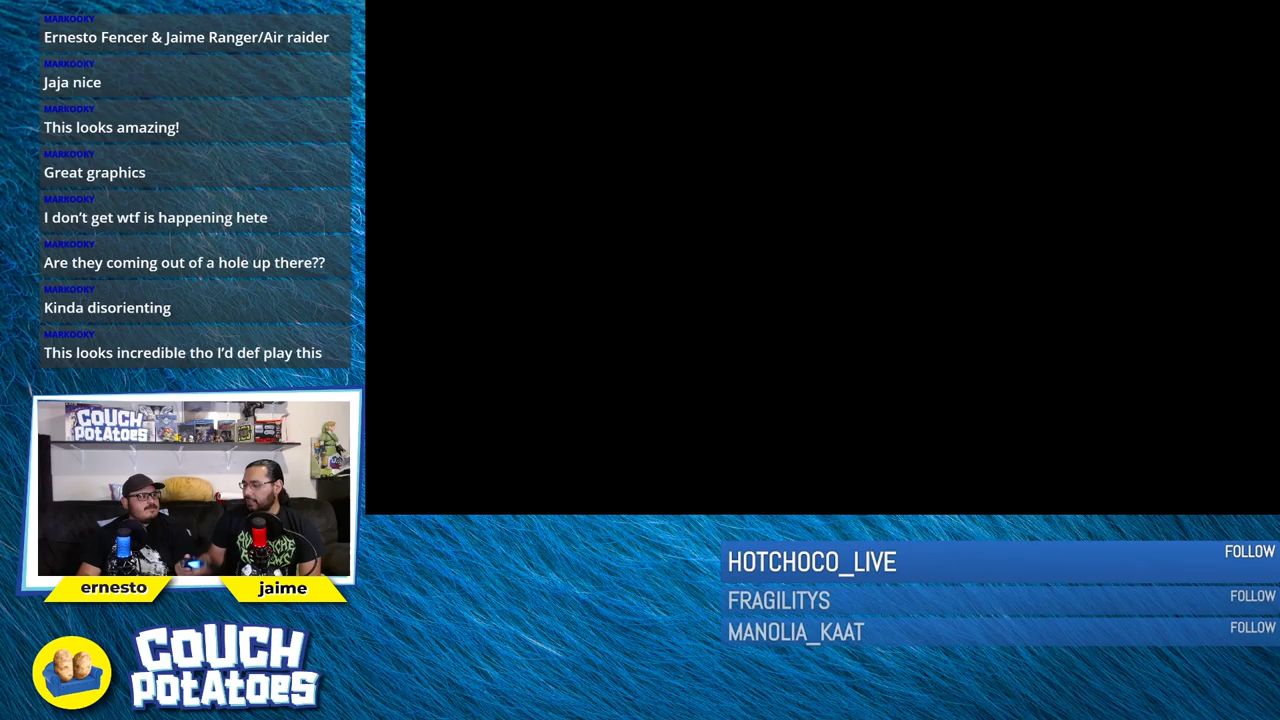 MARKOOKY
Ernesto Fencer & Jaime Ranger/Air raider
MARKOOKY
Jaja nice
MARKOOKY
This looks amazing!
MARKOOKY
Great graphics
MARKOOKY
I don't get wtf is happening hete
MARKOOKY
Are they coming out of a hole up there??
MARKOOKY
Kinda disorienting
MARKOOKY
This looks incredible tho I'd def play this
COUCH
POTATOES
ernesto
jaime
COUCH
POTATOES
HOTCHOCO_LIVE FOLLOW
FRAGILITYS FOLLOW
MANOLIA_KAAT FOLLOW